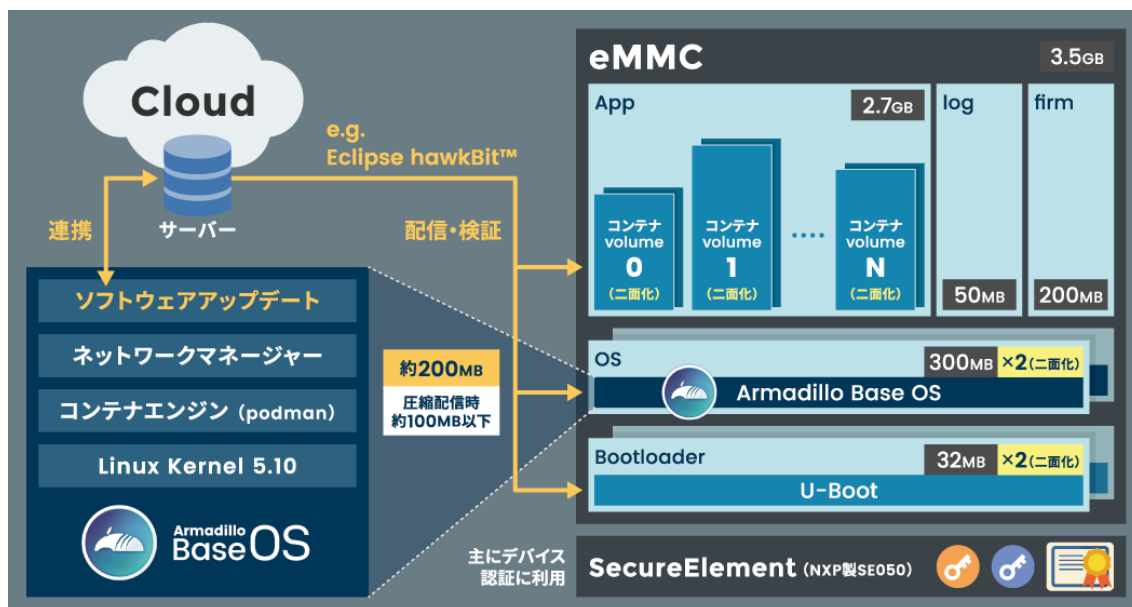 Cloud
サーバー
連携
e.g.
Eclipse hawkBit™
配信・検証
ソフトウェアアップデート
ネットワークマネージャー
コンテナエンジン（podman）
Linux Kernel 5.10
Armadillo
Base OS
約200MB
圧縮配信時
約100MB以下
eMMC
3.5GB
App
2.7GB
コンテナ
volume
0
（二面化）
コンテナ
volume
1
（二面化）
····
コンテナ
volume
N
（二面化）
log
50MB
firm
200MB
OS
300MB ×2（二面化）
Armadillo Base OS
Bootloader
32MB ×2（二面化）
U-Boot
主にデバイス
認証に利用
SecureElement（NXP製SE050）